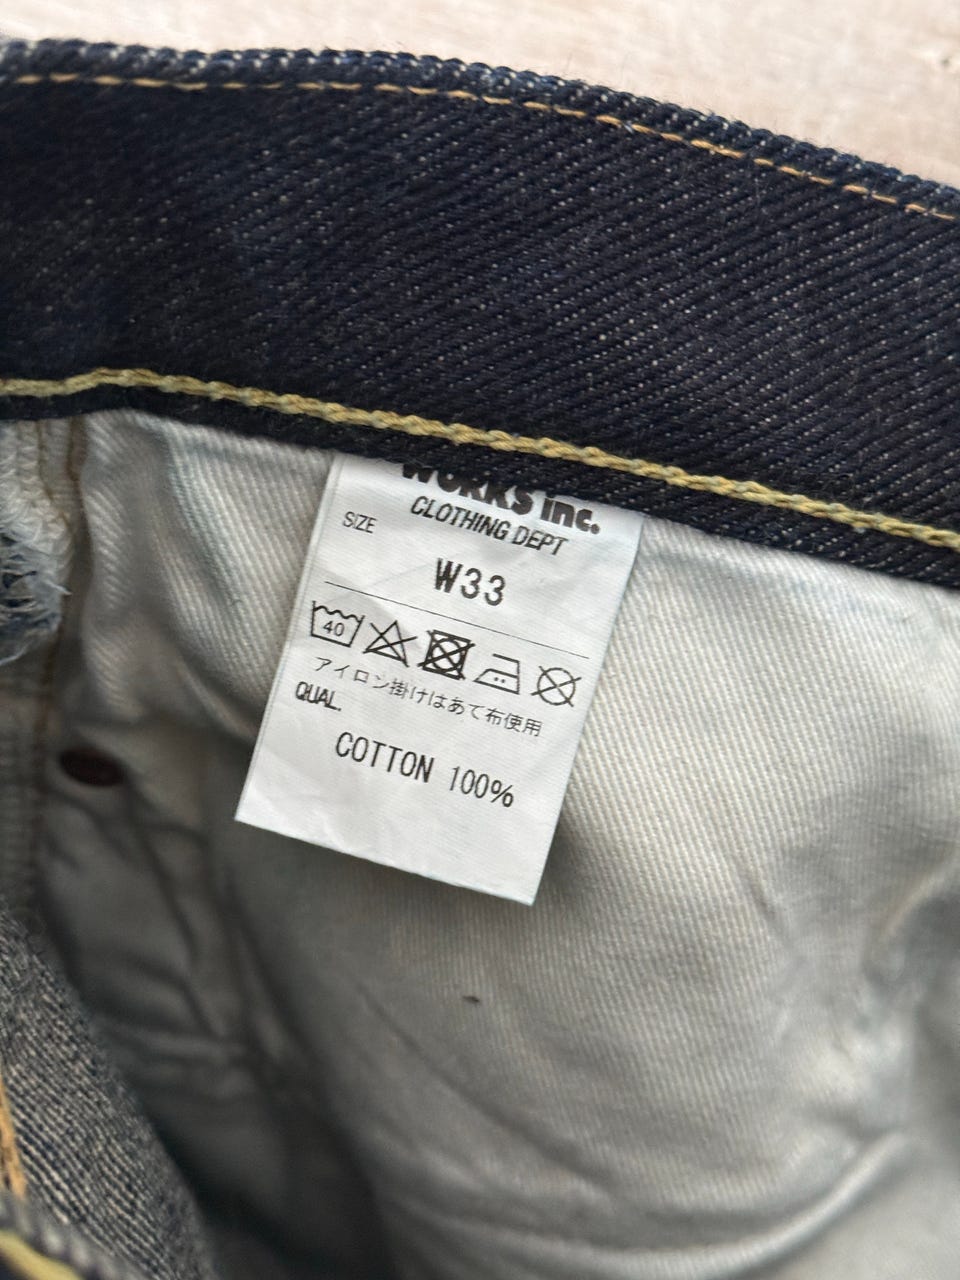 WORKS inc.
CLOTHING DEPT
SIZE
W33
40
アイロン掛けはあて布使用
QUAL.
COTTON 100%